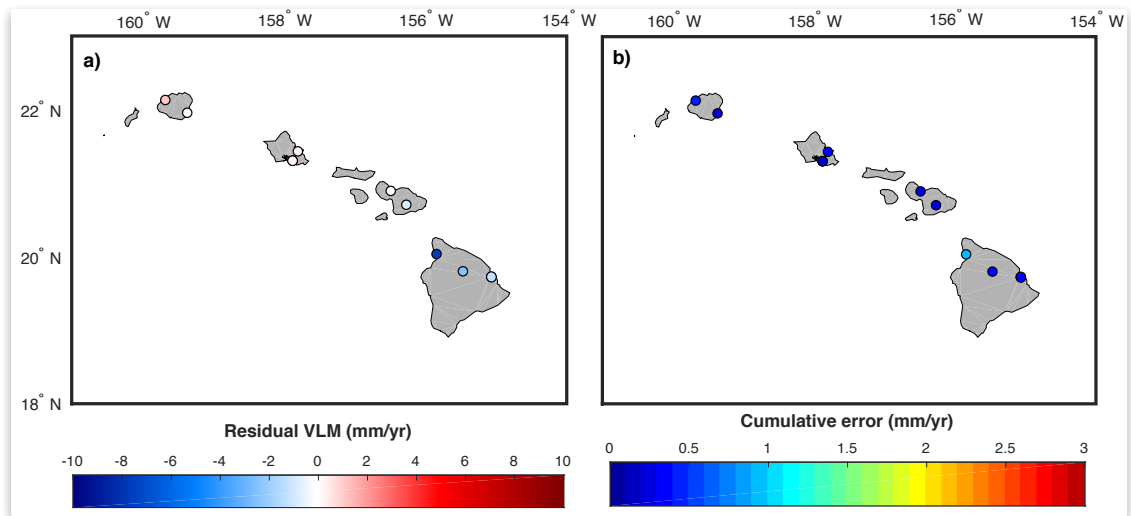 160° W 158° W 156° W 154° W 160° W 158° W 156° W 154° W
a) b)
22° N
20° N
18° N
Residual VLM (mm/yr)
-10 -8 -6 -4 -2 0 2 4 6 8 10
Cumulative error (mm/yr)
0 0.5 1 1.5 2 2.5 3